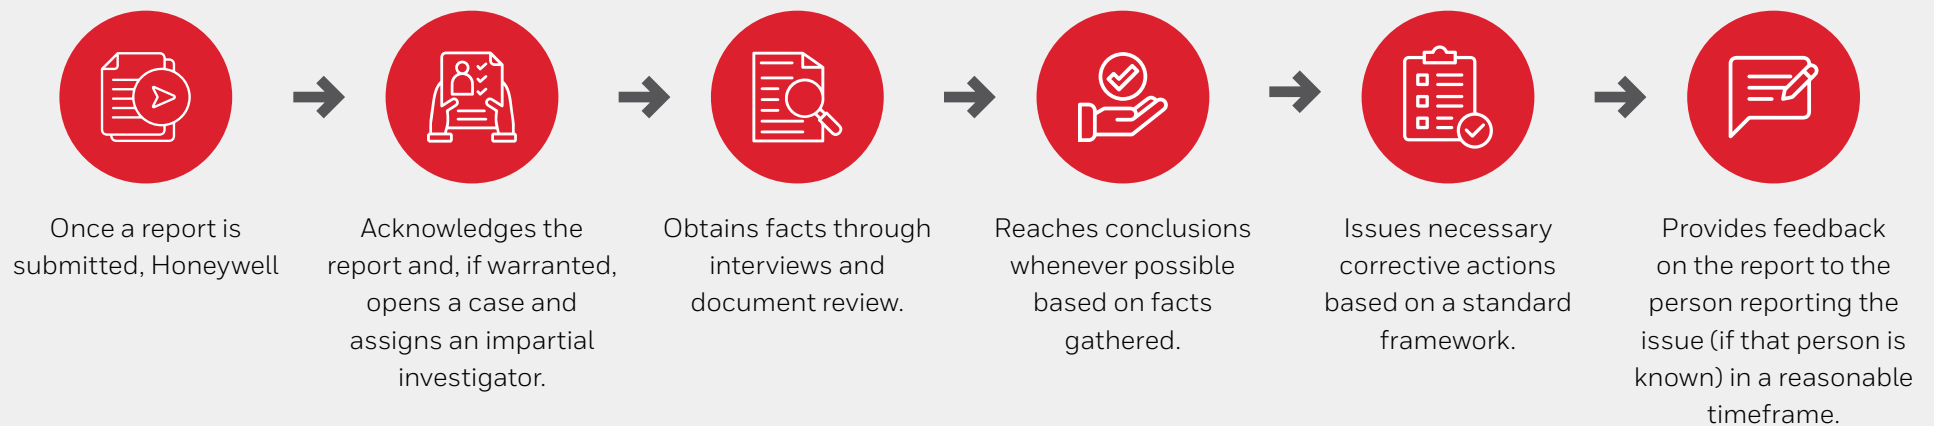 Once a report is
submitted, Honeywell
Acknowledges the
report and, if warranted,
opens a case and
assigns an impartial
investigator.
Obtains facts through
interviews and
document review.
Reaches conclusions
whenever possible
based on facts
gathered.
Issues necessary
corrective actions
based on a standard
framework.
Provides feedback
on the report to the
person reporting the
issue (if that person is
known) in a reasonable
timeframe.